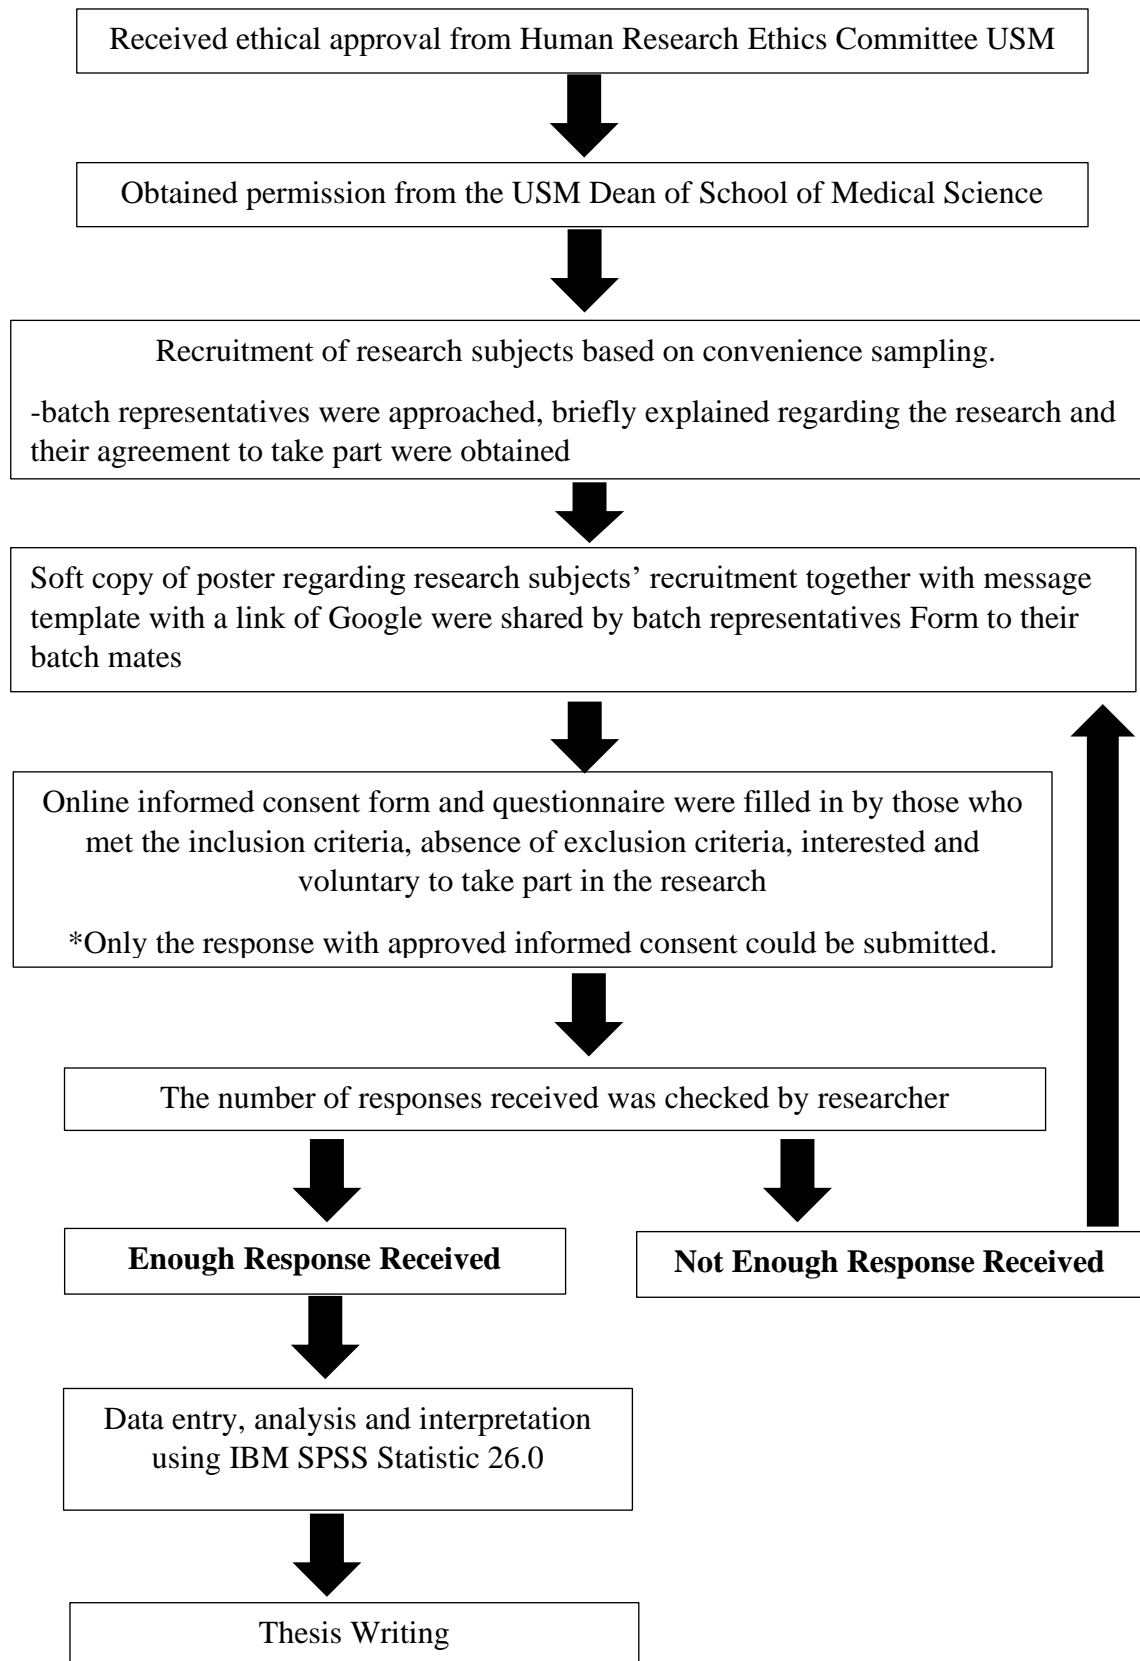 Received ethical approval from Human Research Ethics Committee USM
Obtained permission from the USM Dean of School of Medical Science
Recruitment of research subjects based on convenience sampling.
-batch representatives were approached, briefly explained regarding the research and
their agreement to take part were obtained
Soft copy of poster regarding research subjects’ recruitment together with message
template with a link of Google were shared by batch representatives Form to their
batch mates
Online informed consent form and questionnaire were filled in by those who
met the inclusion criteria, absence of exclusion criteria, interested and
voluntary to take part in the research
*Only the response with approved informed consent could be submitted.
The number of responses received was checked by researcher
Enough Response Received
Not Enough Response Received
Data entry, analysis and interpretation
using IBM SPSS Statistic 26.0
Thesis Writing